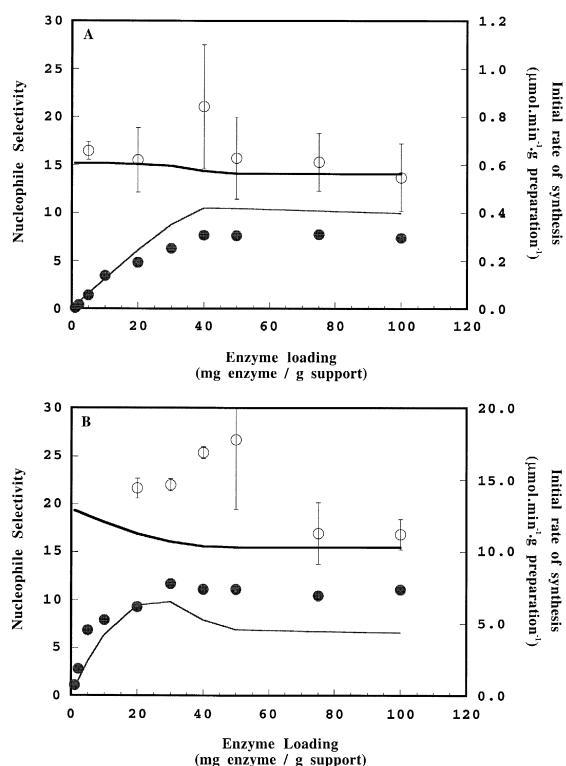 A
30
25
20
15
10
5
0
Nucleophile Selectivity
1.2
1.0
0.8
0.6
0.4
0.2
0.0
Initial rate of synthesis
(μmol.min⁻¹.g preparation⁻¹)
0 20 40 60 80 100 120
Enzyme loading
(mg enzyme / g support)
B
30
25
20
15
10
5
0
Nucleophile Selectivity
20.0
15.0
10.0
5.0
0.0
Initial rate of synthesis
(μmol.min⁻¹.g preparation⁻¹)
0 20 40 60 80 100 120
Enzyme Loading
(mg enzyme / g support)